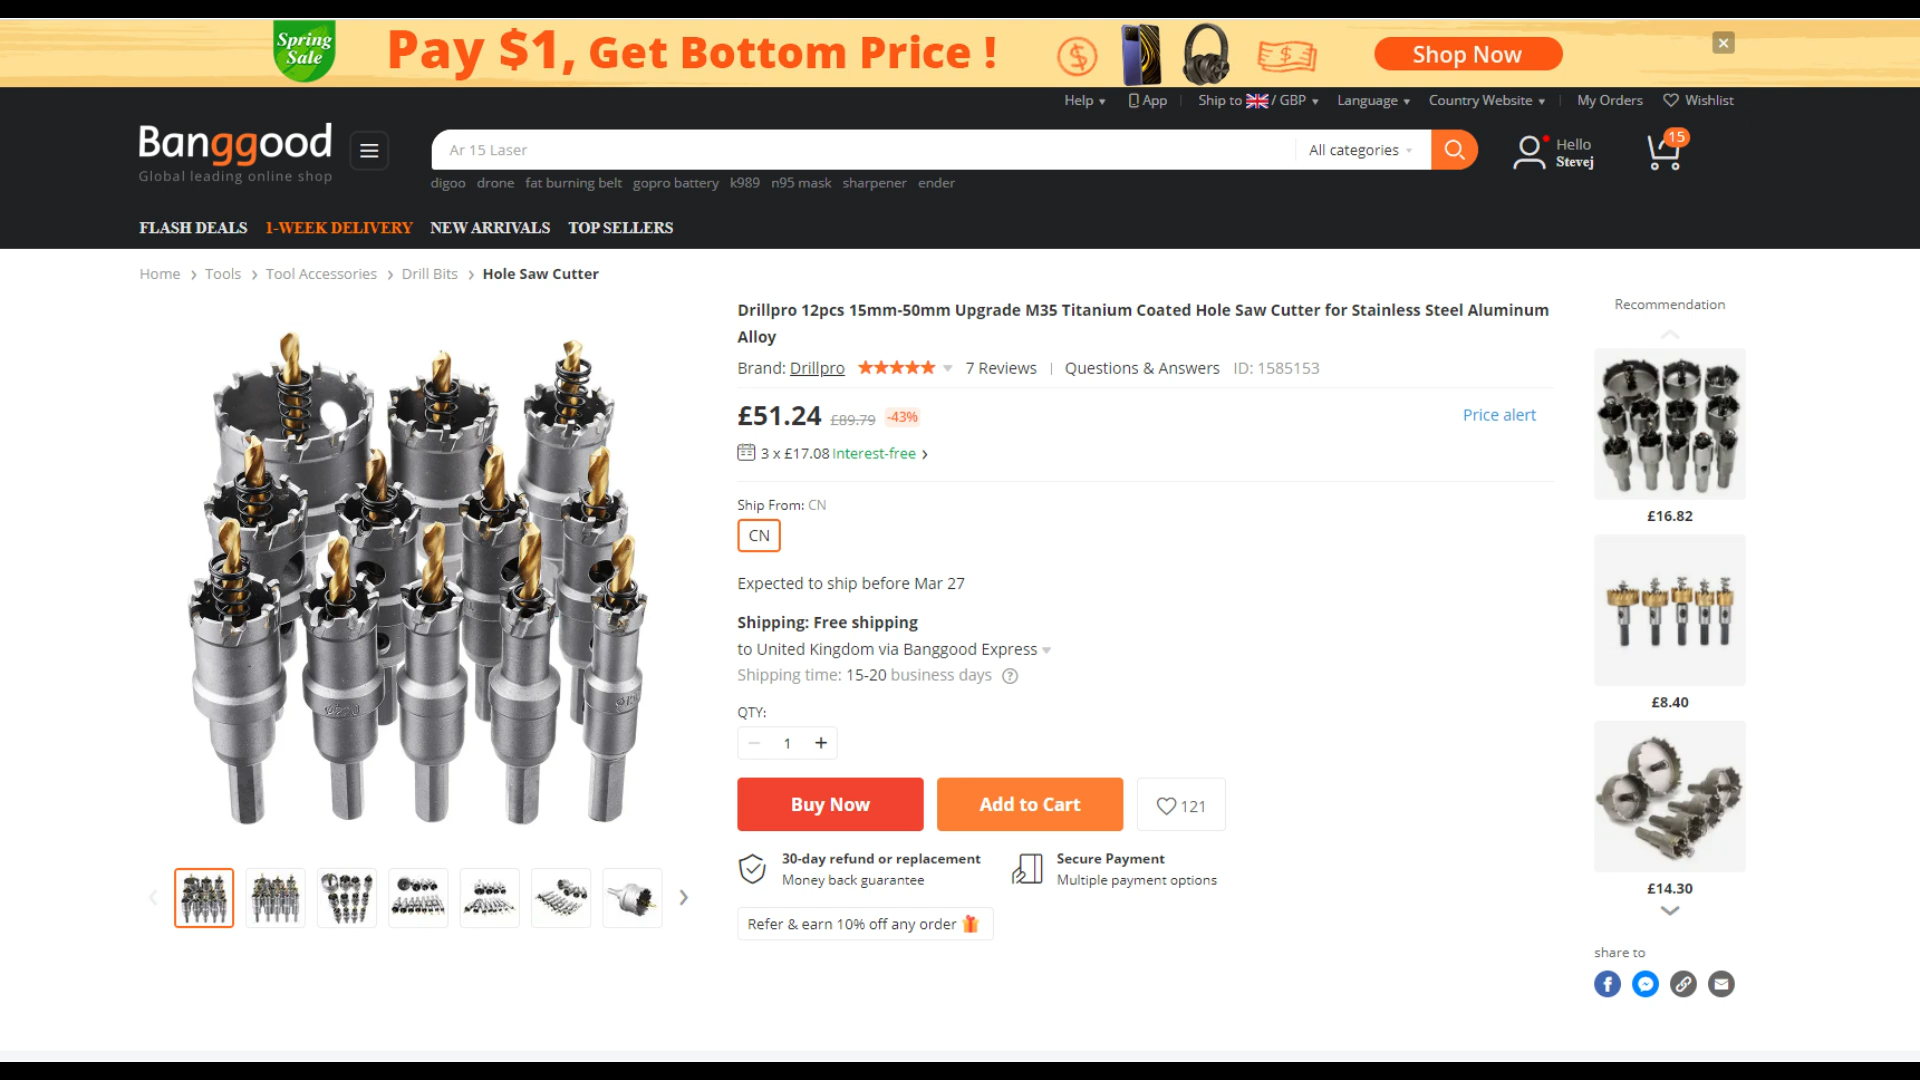 Spring
Sale
Pay $1, Get Bottom Price !
Shop Now
Help
App
Ship to / GBP
Language
Country Website
My Orders
Wishlist
Banggood
Global leading online shop
Ar 15 Laser
All categories
Hello
Stevej
15
digoo drone fat burning belt gopro battery k989 n95 mask sharpener ender
FLASH DEALS 1-WEEK DELIVERY NEW ARRIVALS TOP SELLERS
Home > Tools > Tool Accessories > Drill Bits > Hole Saw Cutter
Drillpro 12pcs 15mm-50mm Upgrade M35 Titanium Coated Hole Saw Cutter for Stainless Steel Aluminum
Alloy
Brand: Drillpro 7 Reviews | Questions & Answers ID: 1585153
£51.24 £89.79 -43%
Price alert
3 x £17.08 Interest-free >
Ship From: CN
CN
Expected to ship before Mar 27
Shipping: Free shipping
to United Kingdom via Banggood Express
Shipping time: 15-20 business days ?
QTY:
− 1 +
Buy Now
Add to Cart
121
30-day refund or replacement
Money back guarantee
Secure Payment
Multiple payment options
Refer & earn 10% off any order
Recommendation
£16.82
£8.40
£14.30
share to